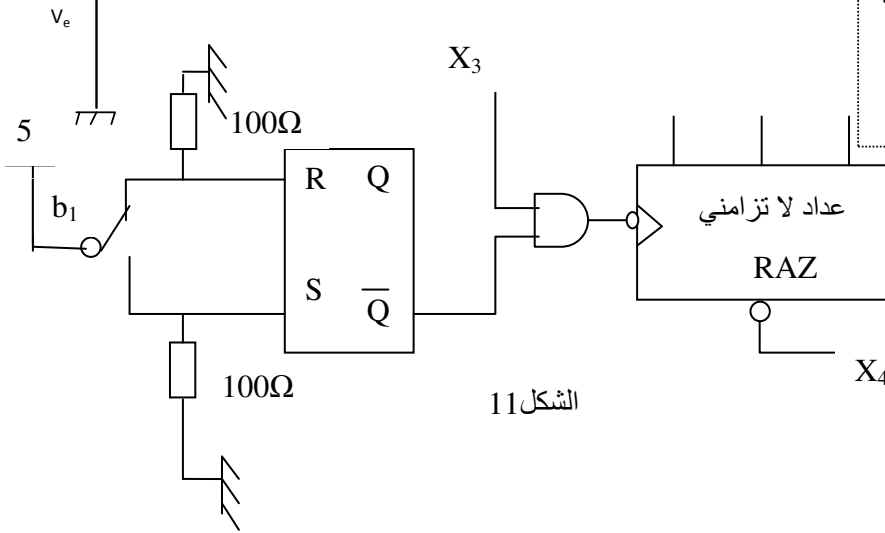 Vₑ
X₃
5
100Ω
b₁
R Q
عداد لا تزامني
RAZ
S Q̅
X₄
100Ω
الشكل11